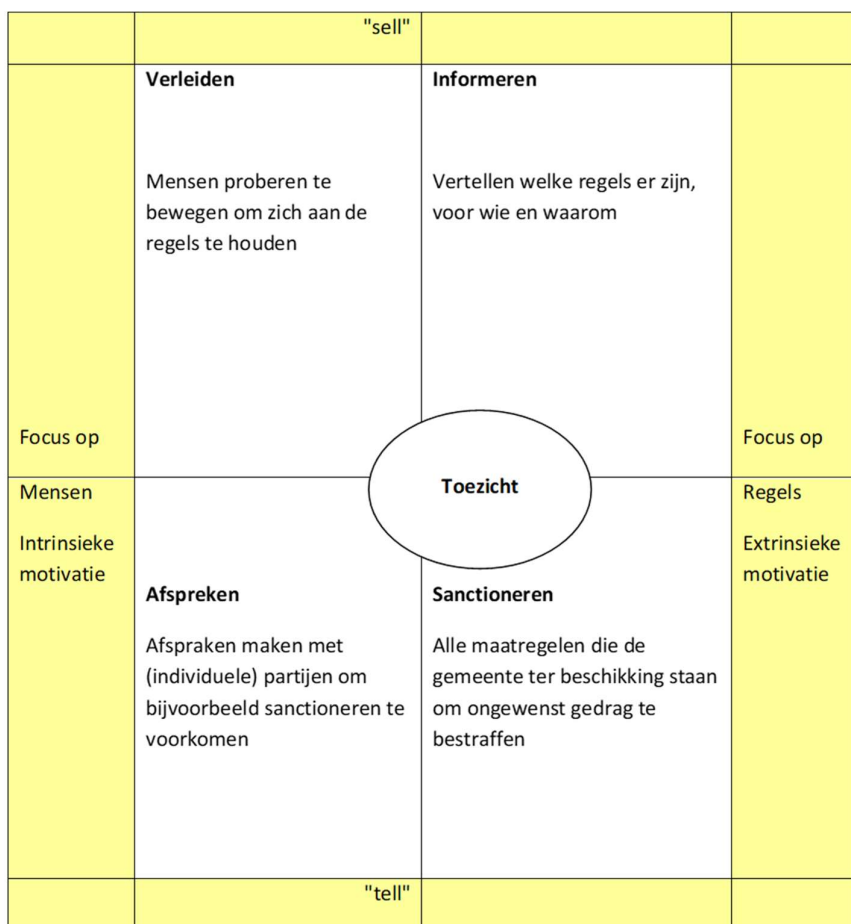 "sell"
Verleiden
Mensen proberen te
bewegen om zich aan de
regels te houden
Informeren
Vertellen welke regels er zijn,
voor wie en waarom
Focus op
Mensen
Intrinsieke
motivatie
Focus op
Regels
Extrinsieke
motivatie
Toezicht
Afspreken
Afspraken maken met
(individuele) partijen om
bijvoorbeeld sanctioneren te
voorkomen
Sanctioneren
Alle maatregelen die de
gemeente ter beschikking staan
om ongewenst gedrag te
bestraffen
"tell"